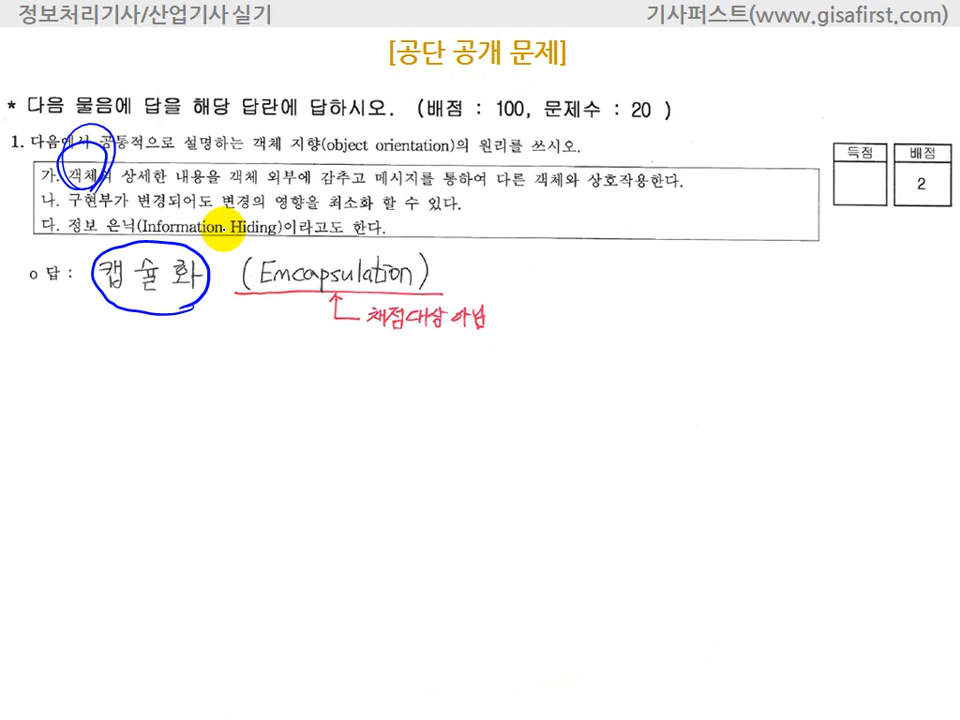 정보처리기사/산업기사 실기
기사퍼스트(www.gisafirst.com)
[공단 공개 문제]
* 다음 물음에 답을 해당 답란에 답하시오. (배점 : 100, 문제수 : 20 )
1. 다음에서 공통적으로 설명하는 객체 지향(object orientation)의 원리를 쓰시오.
득점 배점
2
가. 객체의 상세한 내용을 객체 외부에 감추고 메시지를 통하여 다른 객체와 상호작용한다.
나. 구현부가 변경되어도 변경의 영향을 최소화 할 수 있다.
다. 정보 은닉(Information Hiding)이라고도 한다.
o 답 : 캡슐화 (Encapsulation)
채점대상 아님